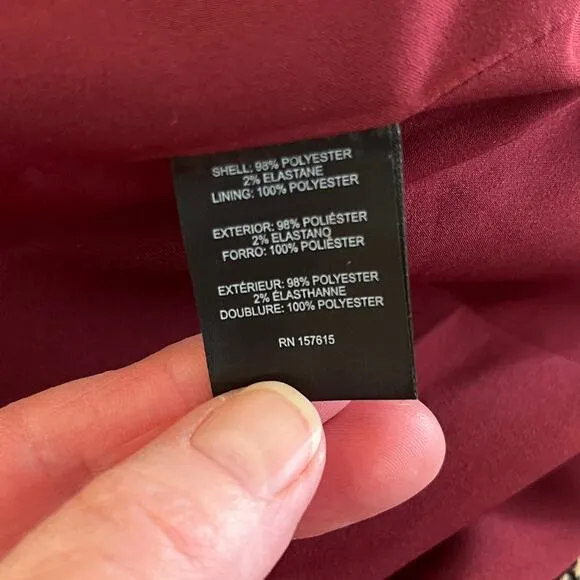 SHELL: 98% POLYESTER
2% ELASTANE
LINING: 100% POLYESTER
EXTERIOR: 98% POLIÉSTER
2% ELASTANO
FORRO: 100% POLIÉSTER
EXTÉRIEUR: 98% POLYESTER
2% ÉLASTHANNE
DOUBLURE: 100% POLYESTER
RN 157615